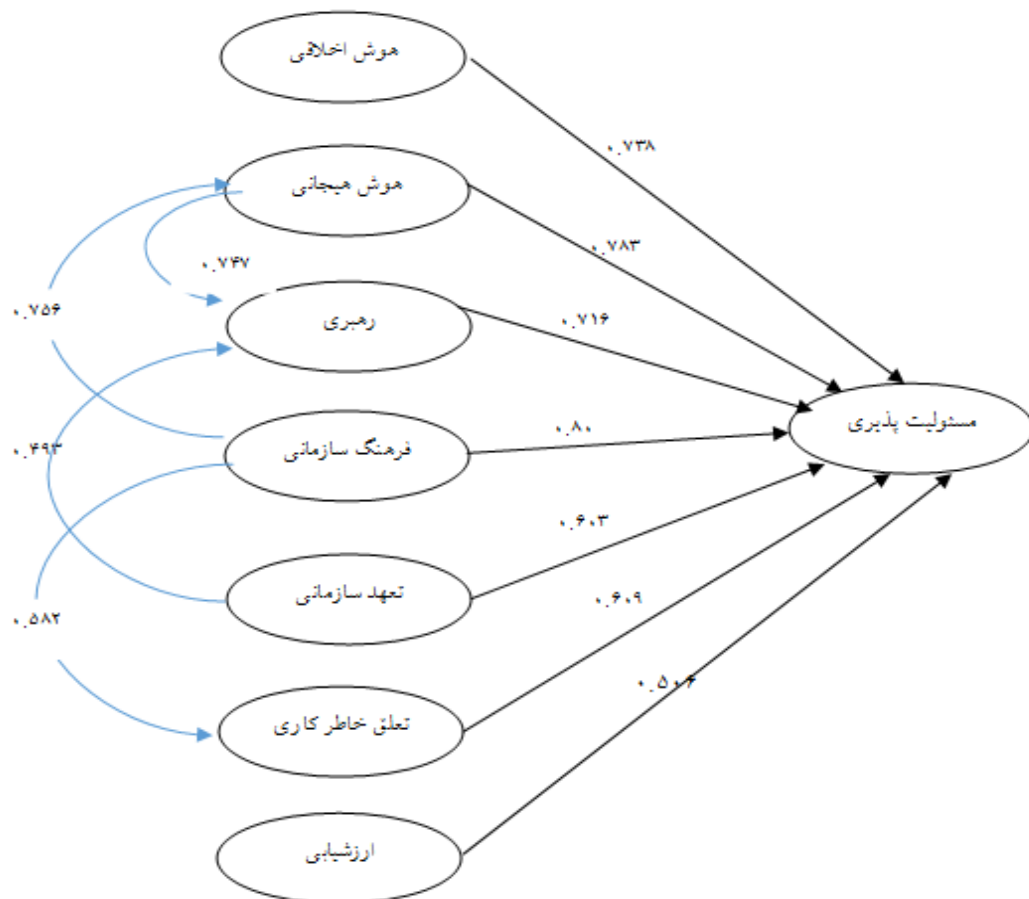 هوش اخلاقی
۰.۷۳۸
هوش هیجانی
۰.۷۸۳
۰.۷۴۷
۰.۷۵۶
رهبری
۰.۷۱۶
مسئولیت پذیری
فرهنگ سازمانی
۰.۸۰
۰.۴۹۳
۰.۶۰۳
تعهد سازمانی
۰.۶۰۹
۰.۵۸۲
تعلق خاطر کاری
۰.۵۰۶
ارزشیابی